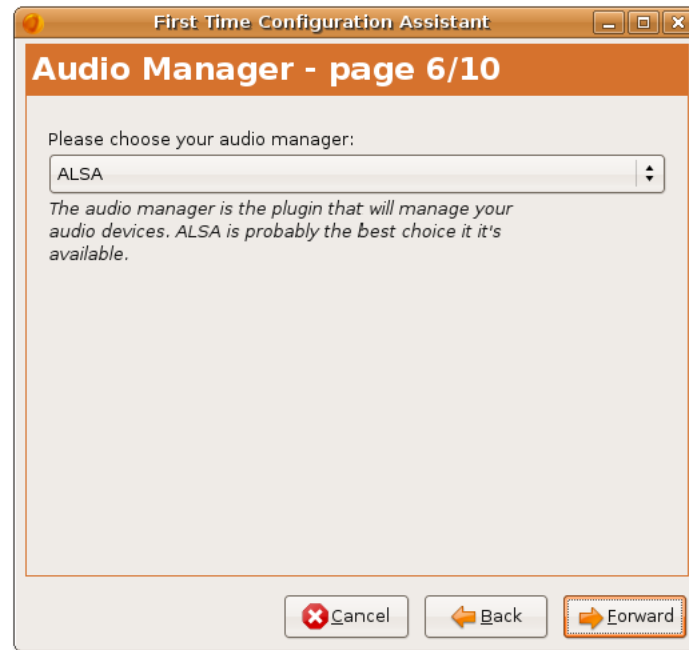 First Time Configuration Assistant
Audio Manager - page 6/10
Please choose your audio manager:
ALSA
The audio manager is the plugin that will manage your
audio devices. ALSA is probably the best choice it it's
available.
Cancel
Back
Forward